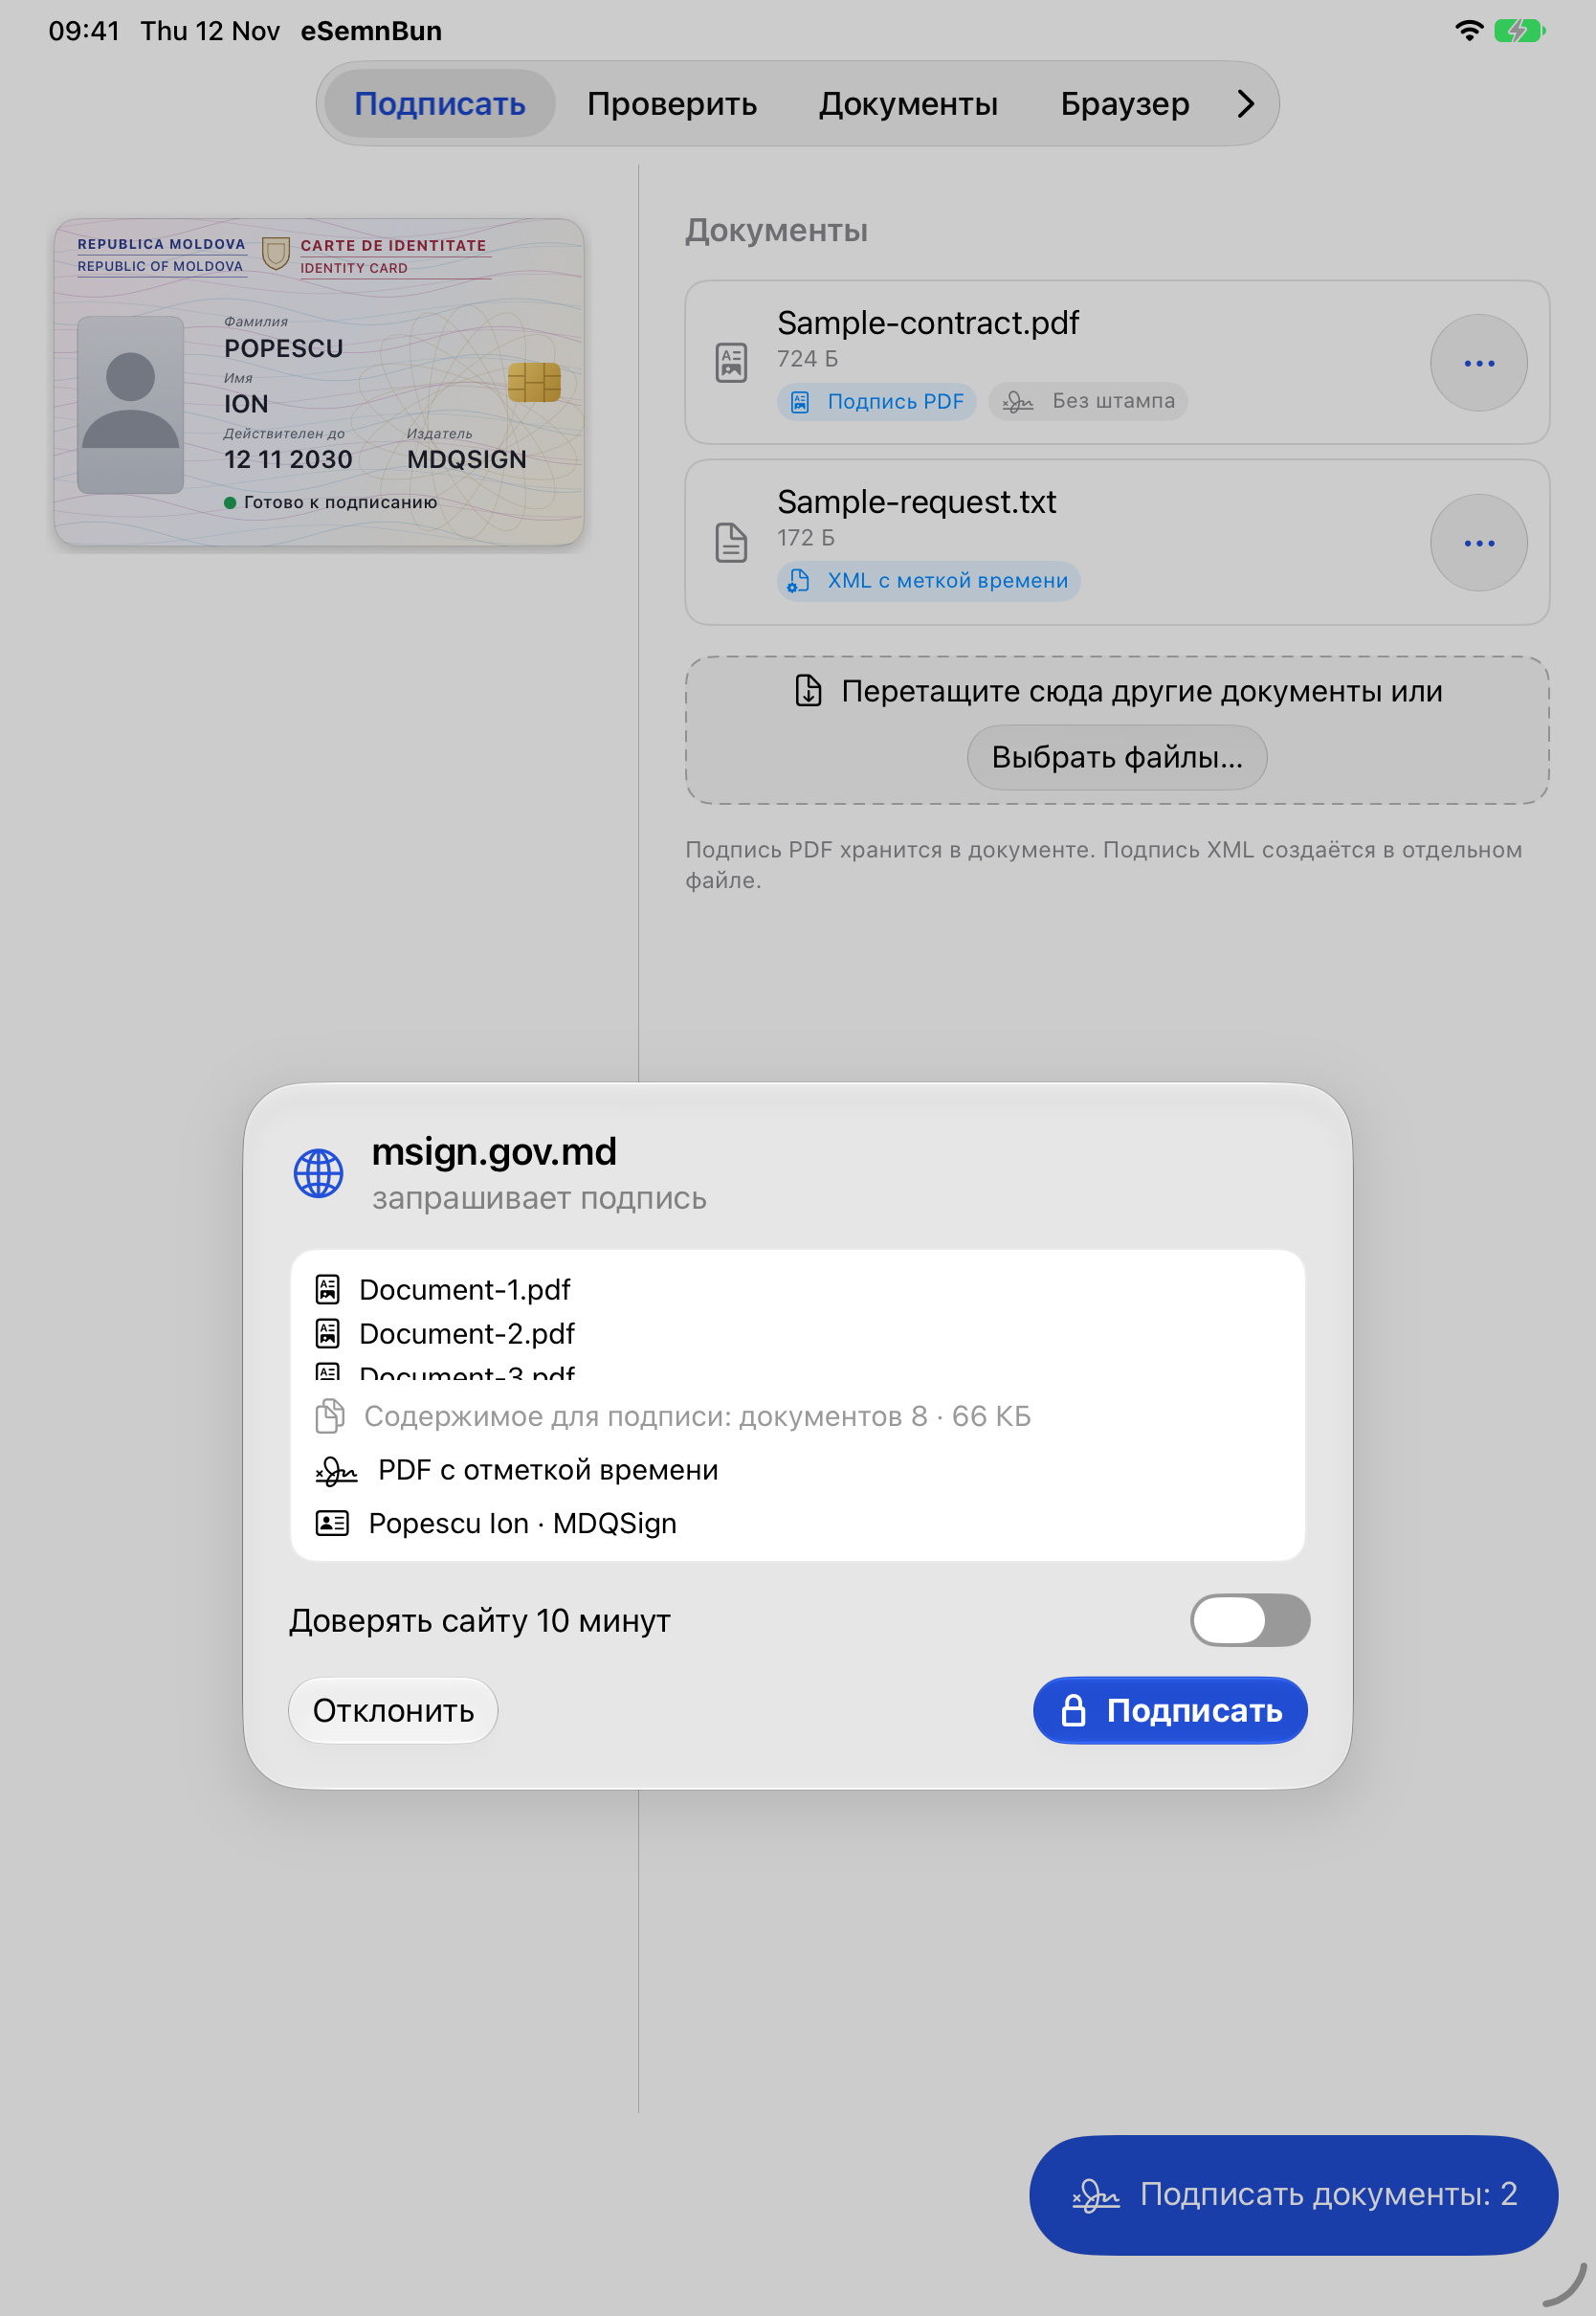 09:41 Thu 12 Nov eSemnBun
Подписать Проверить Документы Браузер
REPUBLICA MOLDOVA
REPUBLIC OF MOLDOVA
CARTE DE IDENTITATE
IDENTITY CARD
Фамилия
POPESCU
Имя
ION
Действителен до Издатель
12 11 2030 MDQSIGN
Готово к подписанию
Документы
Sample-contract.pdf
724 Б
Подпись PDF Без штампа
Sample-request.txt
172 Б
XML с меткой времени
Перетащите сюда другие документы или
Выбрать файлы...
Подпись PDF хранится в документе. Подпись XML создаётся в отдельном
файле.
msign.gov.md
запрашивает подпись
Document-1.pdf
Document-2.pdf
Document-3.pdf
Содержимое для подписи: документов 8 · 66 КБ
PDF с отметкой времени
Popescu Ion · MDQSign
Доверять сайту 10 минут
Отклонить Подписать
Подписать документы: 2